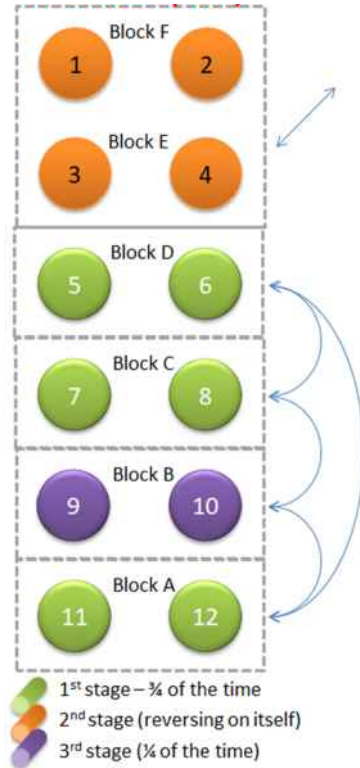 Block F
1 2
Block E
3 4
Block D
5 6
Block C
7 8
Block B
9 10
Block A
11 12
1st stage – ¾ of the time
2nd stage (reversing on itself)
3rd stage (¼ of the time)